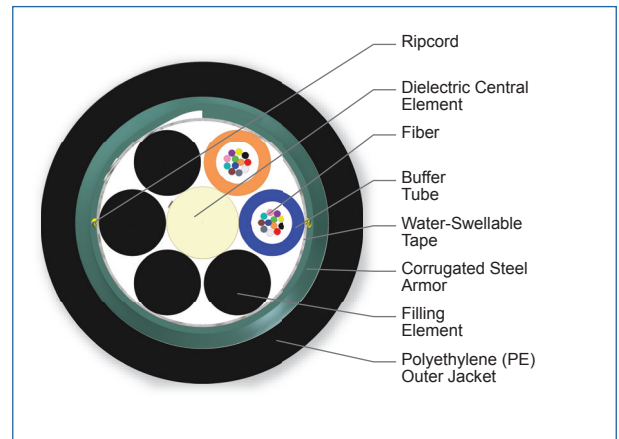 Ripcord
Dielectric Central
Element
Fiber
Buffer
Tube
Water-Swellable
Tape
Corrugated Steel
Armor
Filling
Element
Polyethylene (PE)
Outer Jacket